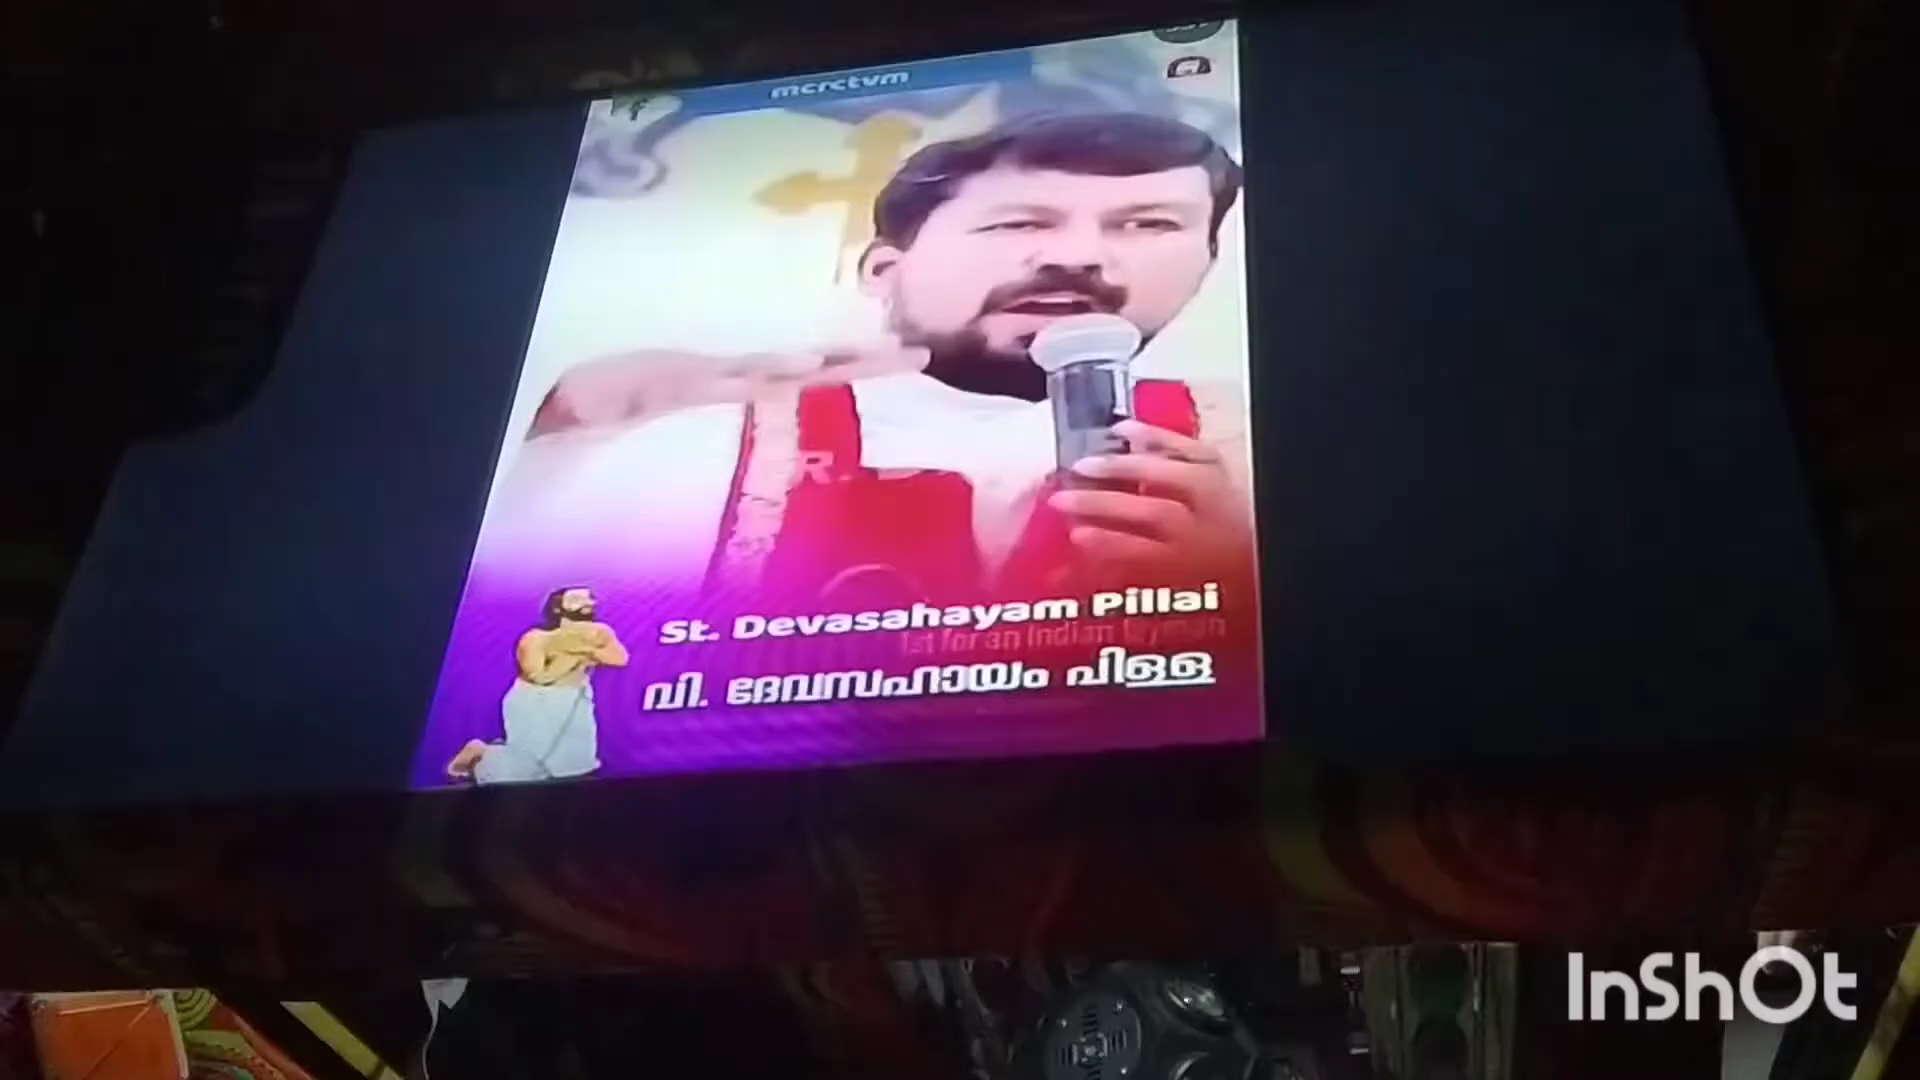 mcrctvm
f
R.
St. Devasahayam Pillai
1st for an Indian layman
വി. ദേവസഹായം പിള്ള
InShOt